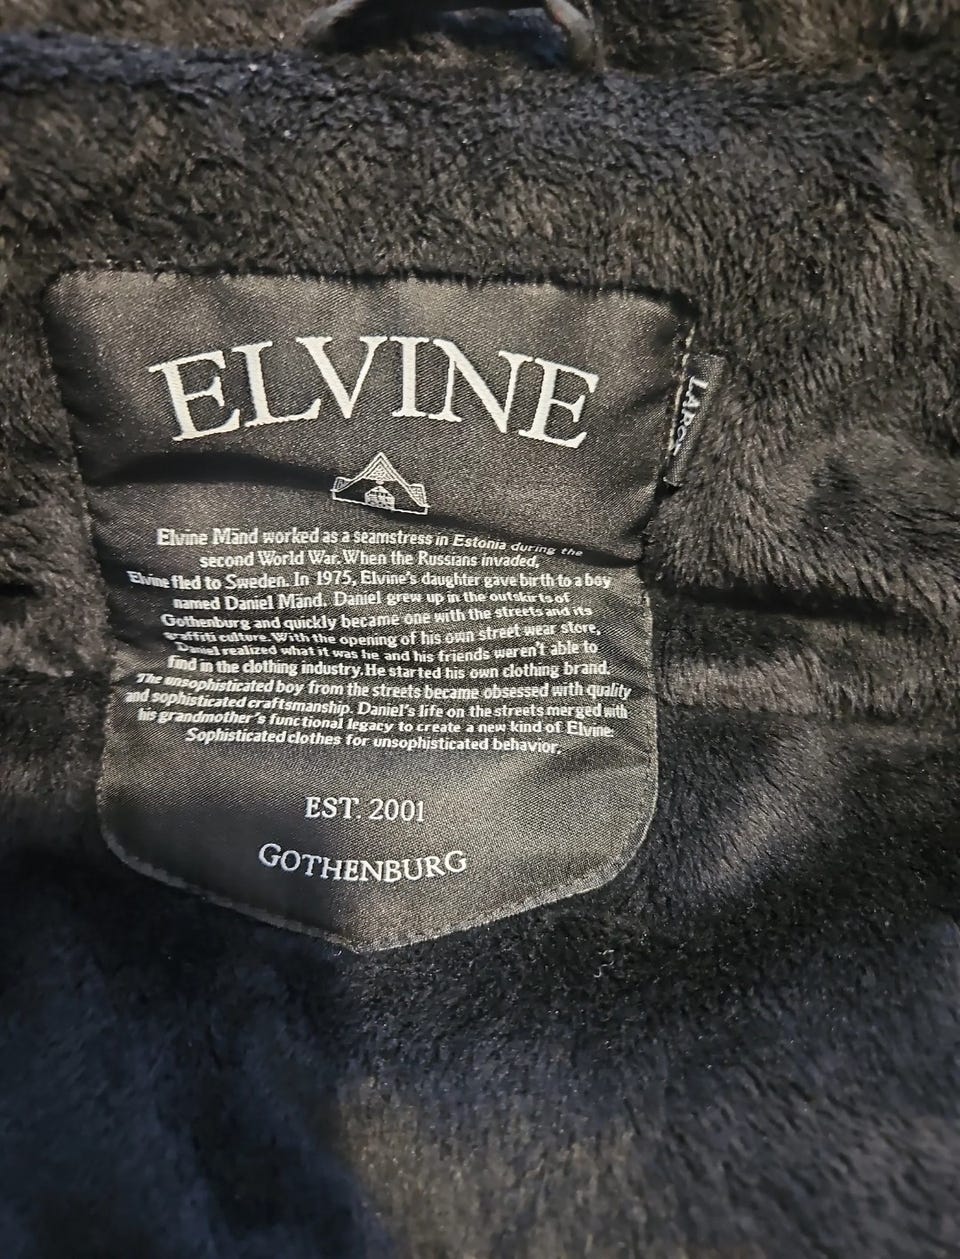 ELVINE
LARGE
Elvine Mänd worked as a seamstress in Estonia during the
second World War. When the Russians invaded,
Elvine fled to Sweden. In 1975, Elvine's daughter gave birth to a boy
named Daniel Mänd. Daniel grew up in the outskirts of
Gothenburg and quickly became one with the streets and its
graffiti culture. With the opening of his own street wear store,
Daniel realized what it was he and his friends weren't able to
find in the clothing industry. He started his own clothing brand.
The unsophisticated boy from the streets became obsessed with quality
and sophisticated craftsmanship. Daniel's life on the streets merged with
his grandmother's functional legacy to create a new kind of Elvine:
Sophisticated clothes for unsophisticated behavior.
EST. 2001
GOTHENBURG